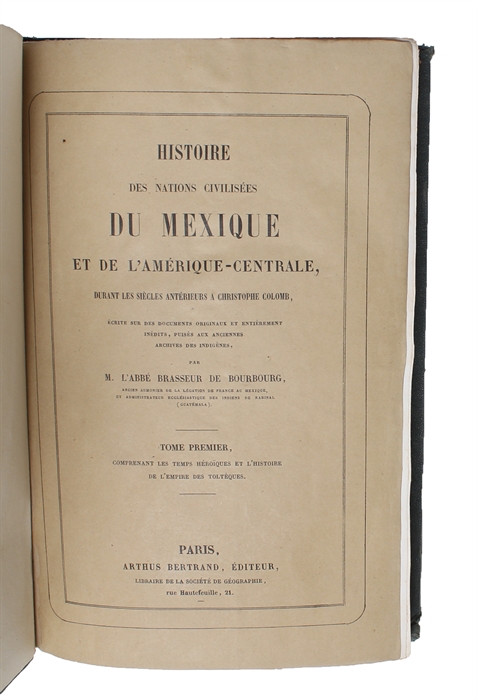 HISTOIRE
DES NATIONS CIVILISÉES
DU MEXIQUE
ET DE L'AMÉRIQUE-CENTRALE,
DURANT LES SIÈCLES ANTÉRIEURS A CHRISTOPHE COLOMB,
ÉCRITE SUR DES DOCUMENTS ORIGINAUX ET ENTIÈREMENT
INÉDITS, PUISÉS AUX ANCIENNES
ARCHIVES DES INDIGÈNES,
PAR
M. L'ABBÉ BRASSEUR DE BOURBOURG,
ANCIEN AUMONIER DE LA LÉGATION DE FRANCE AU MEXIQUE,
ET ADMINISTRATEUR ECCLÉSIASTIQUE DES INDIENS DE RABINAL
(GUATÉMALA).
TOME PREMIER,
COMPRENANT LES TEMPS HÉROÏQUES ET L'HISTOIRE
DE L'EMPIRE DES TOLTÈQUES.
PARIS,
ARTHUS BERTRAND, ÉDITEUR,
LIBRAIRE DE LA SOCIÉTÉ DE GÉOGRAPHIE,
rue Hautefeuille, 21.